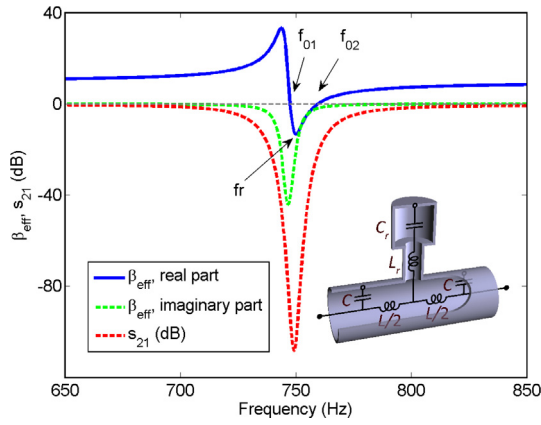 40
0
-40
-80
β_eff, s_21 (dB)
f_01
f_02
fr
β_eff, real part
β_eff, imaginary part
s_21 (dB)
C_r
L_r
C
C
L/2
L/2
650
700
750
800
850
Frequency (Hz)